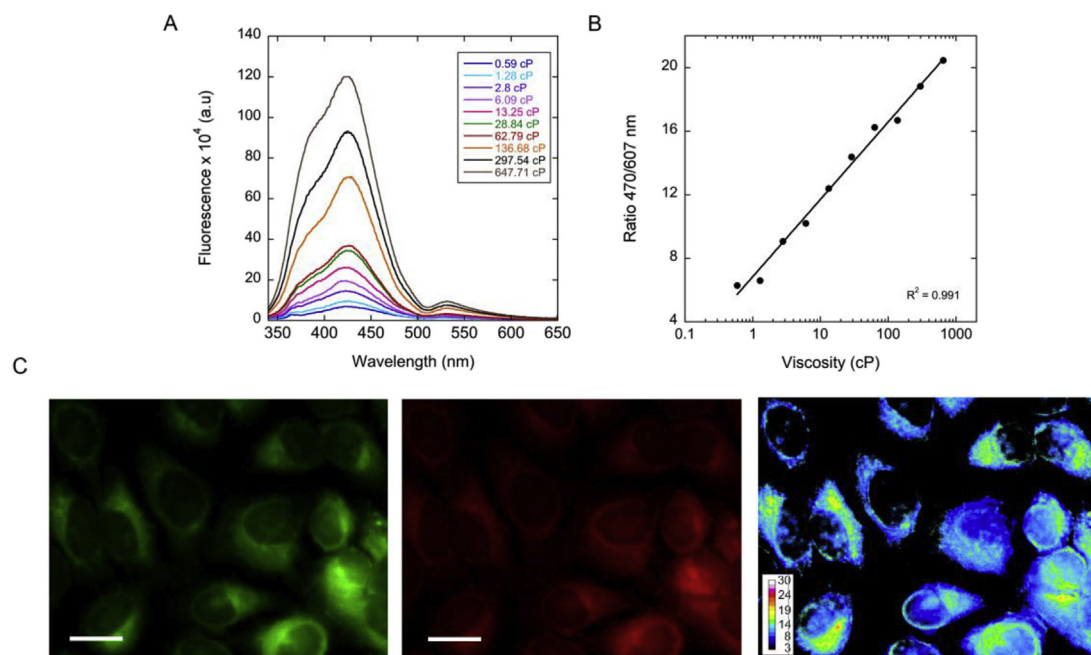 A
140
120
100
80
60
40
20
0
Fluorescence x 10⁴ (a.u)
0.59 cP
1.28 cP
2.8 cP
6.09 cP
13.25 cP
28.84 cP
62.79 cP
136.68 cP
297.54 cP
647.71 cP
350 400 450 500 550 600 650
Wavelength (nm)
B
20
16
12
8
4
Ratio 470/607 nm
R² = 0.991
0.1 1 10 100 1000
Viscosity (cP)
C
30
24
19
14
8
3